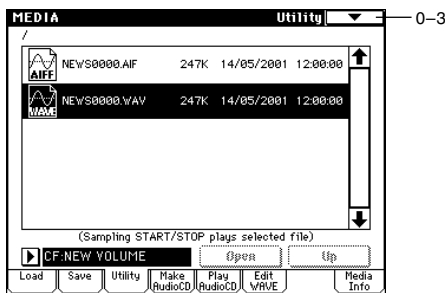 MEDIA Utility 0–3
/
AIFF NEWS0000.AIF 247K 14/05/2001 12:00:00
WAVE NEWS0000.WAV 247K 14/05/2001 12:00:00
(Sampling START/STOP plays selected file)
CF:NEW VOLUME Open Up
Load Save Utility Make AudioCD Play AudioCD Edit WAVE Media Info